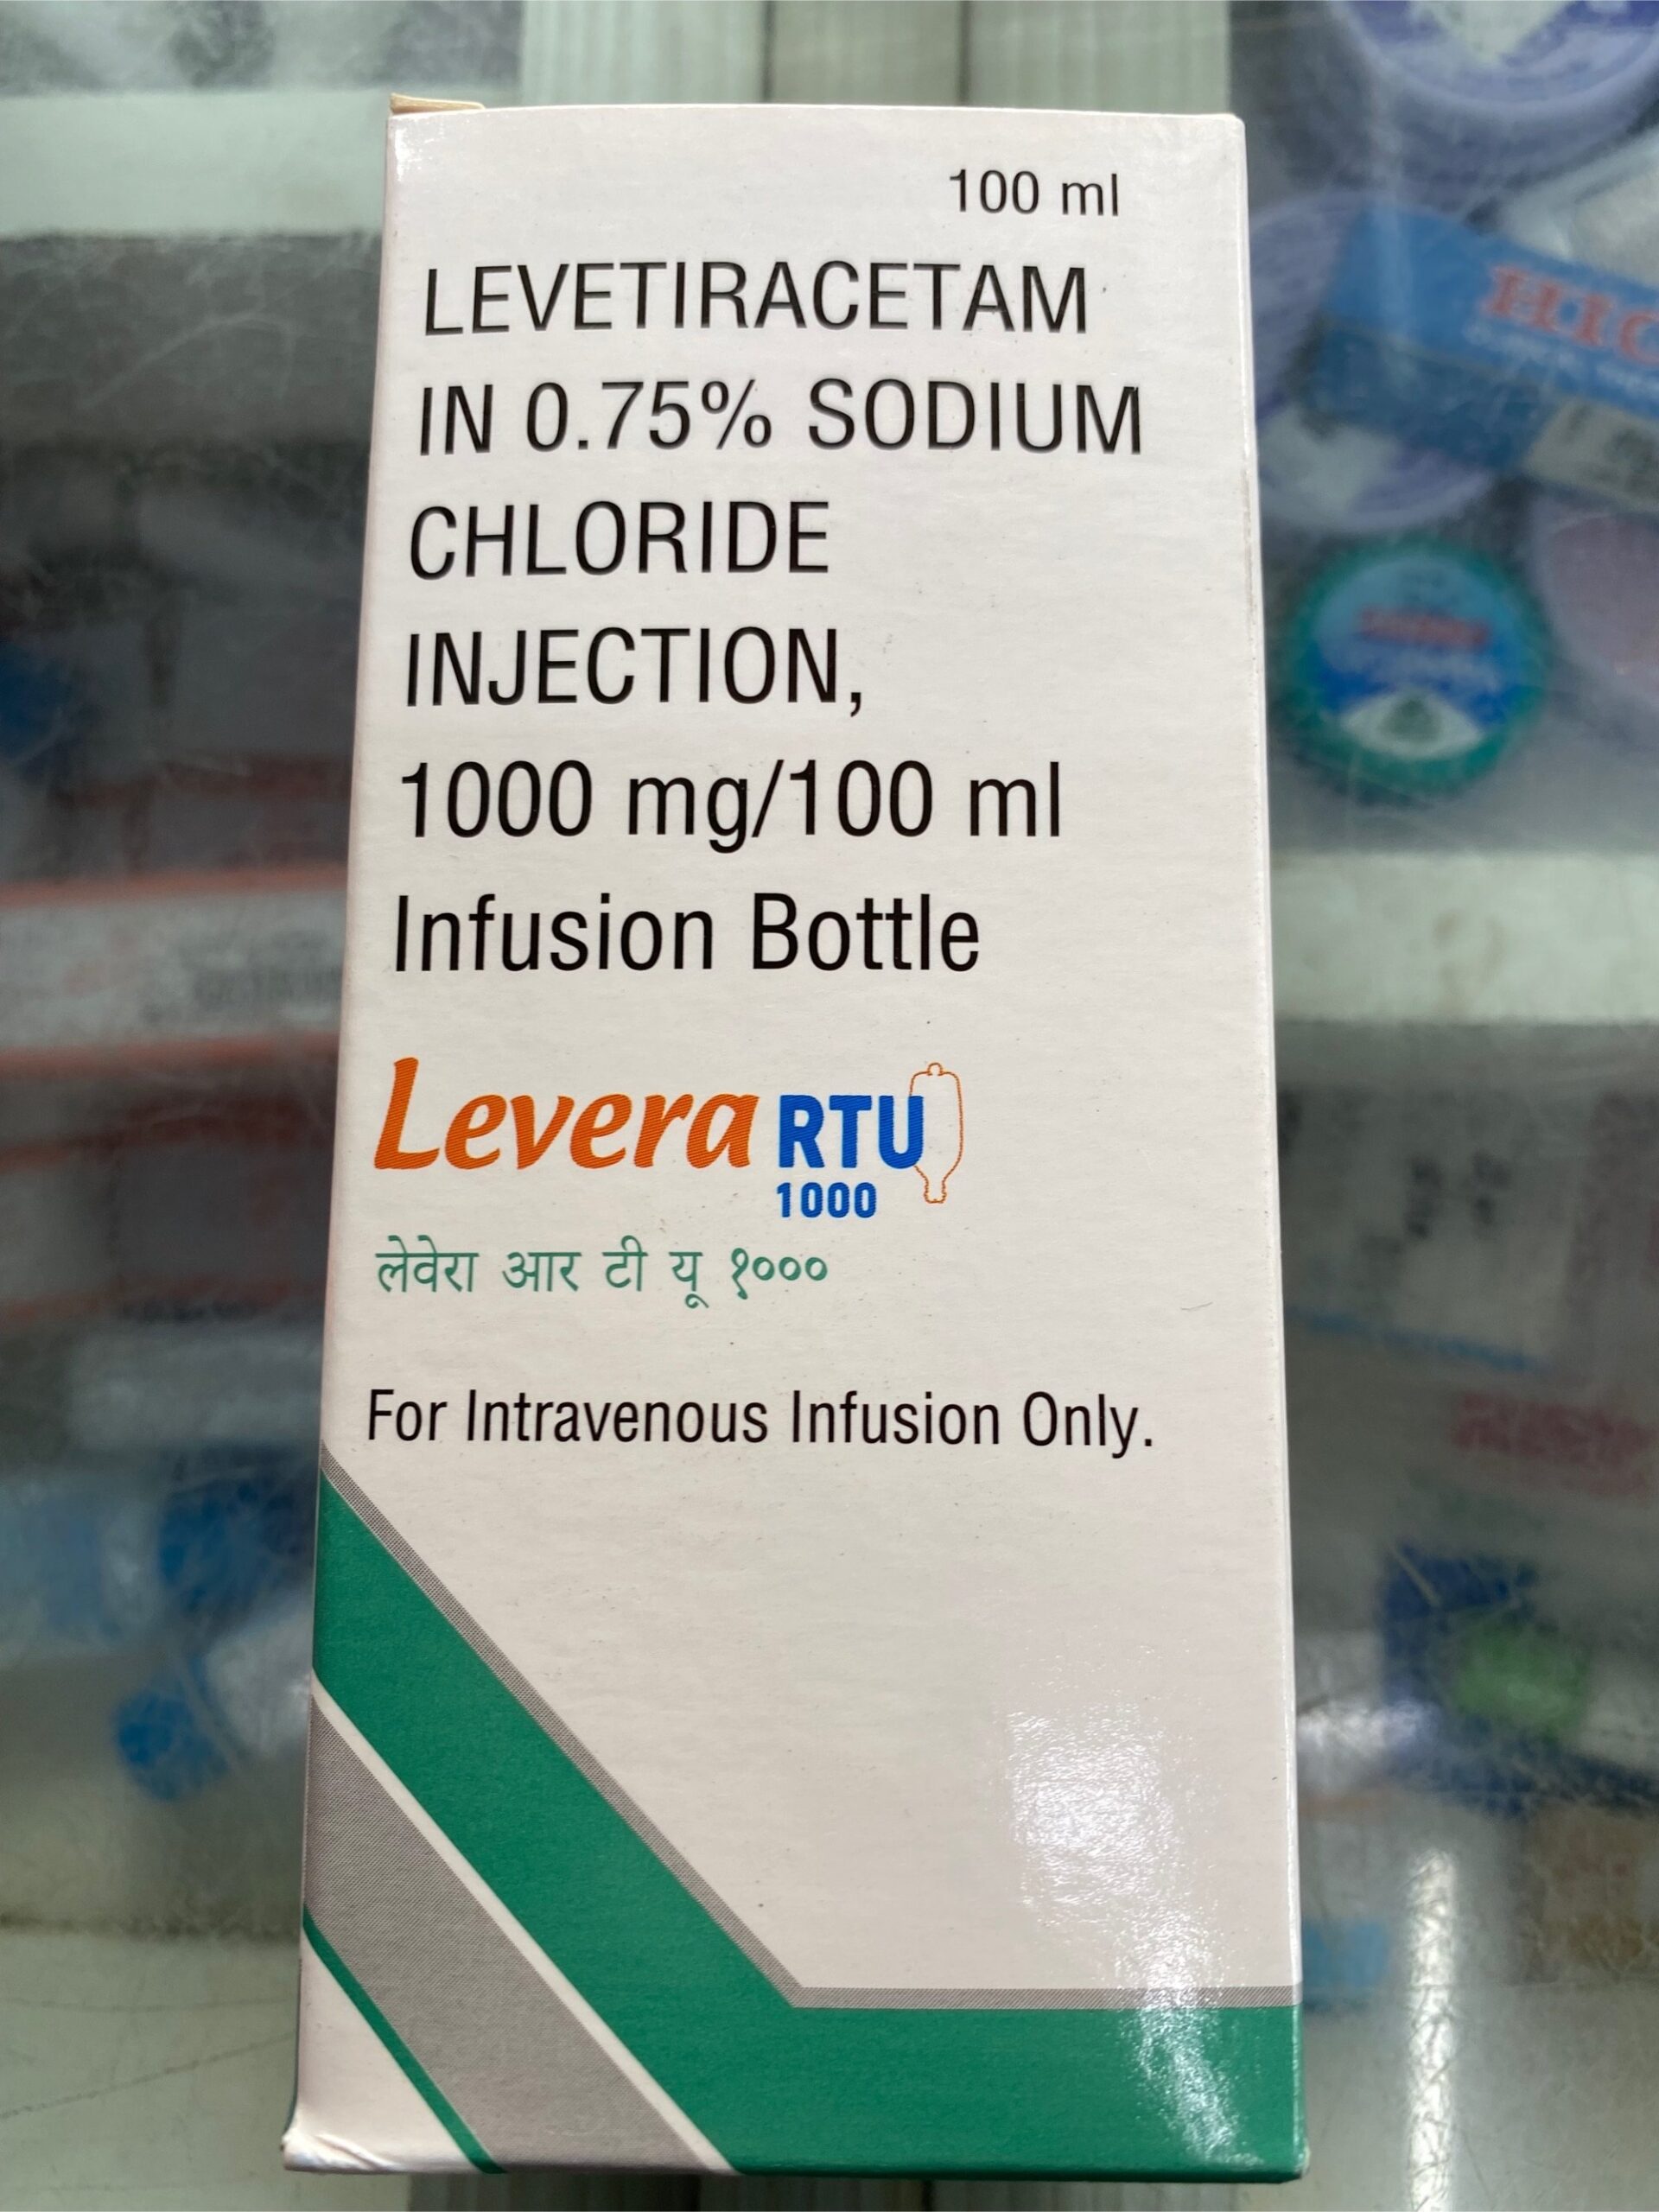 100 ml
LEVETIRACETAM
IN 0.75% SODIUM
CHLORIDE
INJECTION,
1000 mg/100 ml
Infusion Bottle
Levera RTU
1000
लेवेरा आर टी यू १०००
For Intravenous Infusion Only.